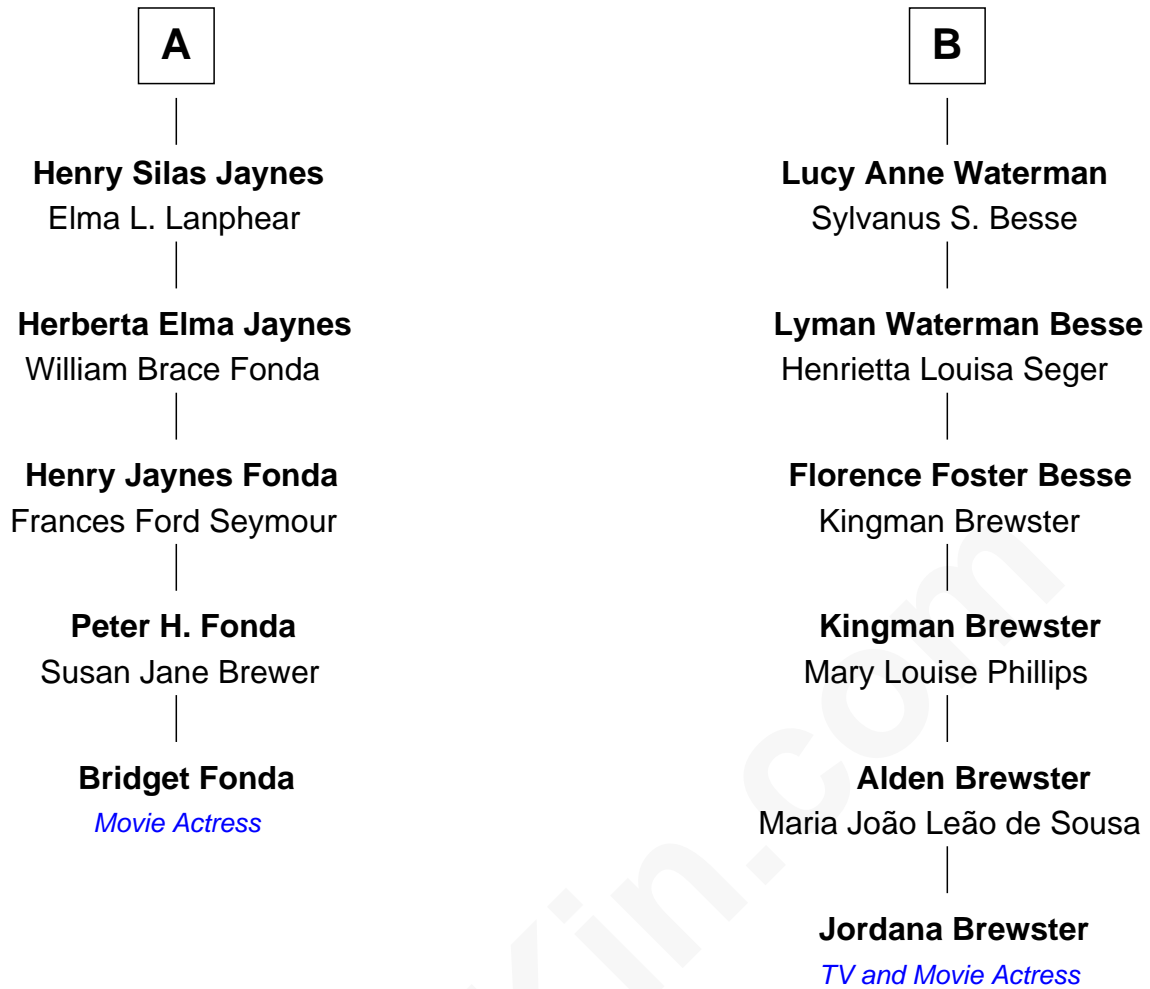 A
Henry Silas Jaynes
Elma L. Lanphear
Herberta Elma Jaynes
William Brace Fonda
Henry Jaynes Fonda
Frances Ford Seymour
Peter H. Fonda
Susan Jane Brewer
Bridget Fonda
Movie Actress
B
Lucy Anne Waterman
Sylvanus S. Besse
Lyman Waterman Besse
Henrietta Louisa Seger
Florence Foster Besse
Kingman Brewster
Kingman Brewster
Mary Louise Phillips
Alden Brewster
Maria João Leão de Sousa
Jordana Brewster
TV and Movie Actress
Kin.com